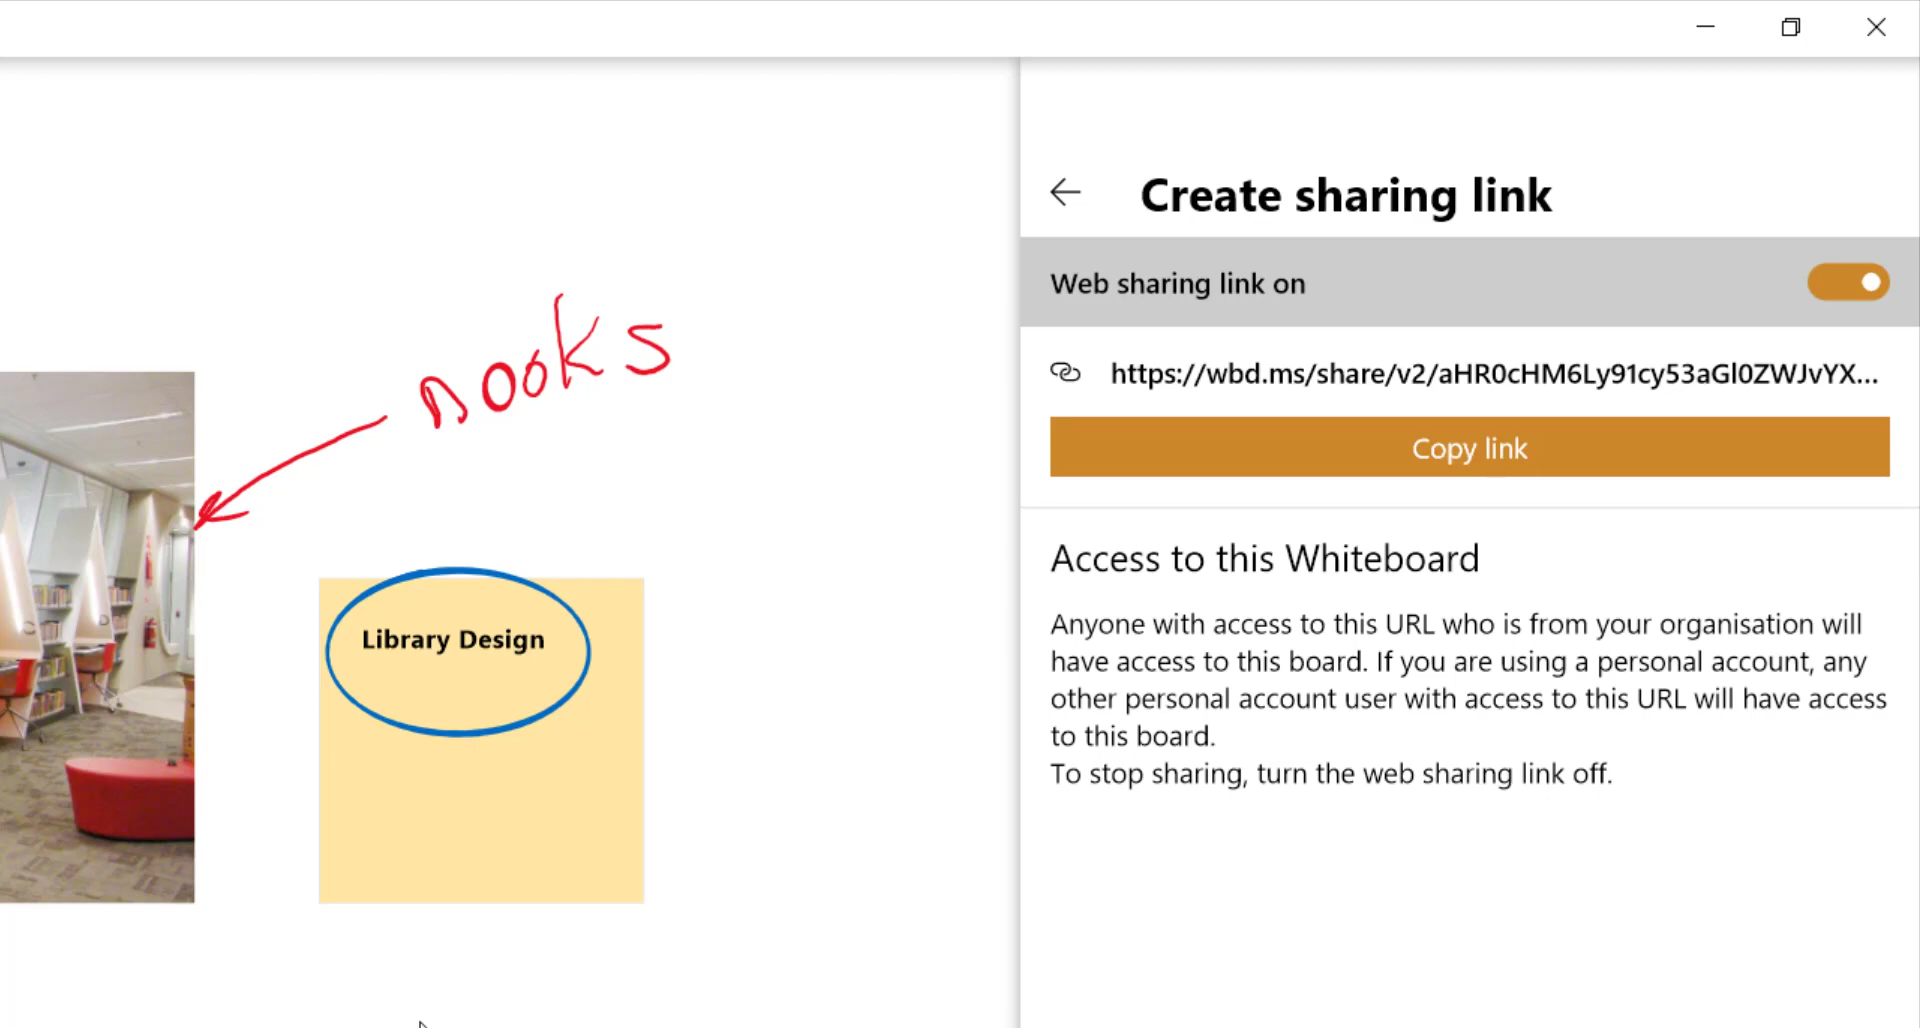 nooks
Library Design
Create sharing link
Web sharing link on
https://wbd.ms/share/v2/aHR0cHM6Ly91cy53aGl0ZWJvYX...
Copy link
Access to this Whiteboard
Anyone with access to this URL who is from your organisation will
have access to this board. If you are using a personal account, any
other personal account user with access to this URL will have access
to this board.
To stop sharing, turn the web sharing link off.